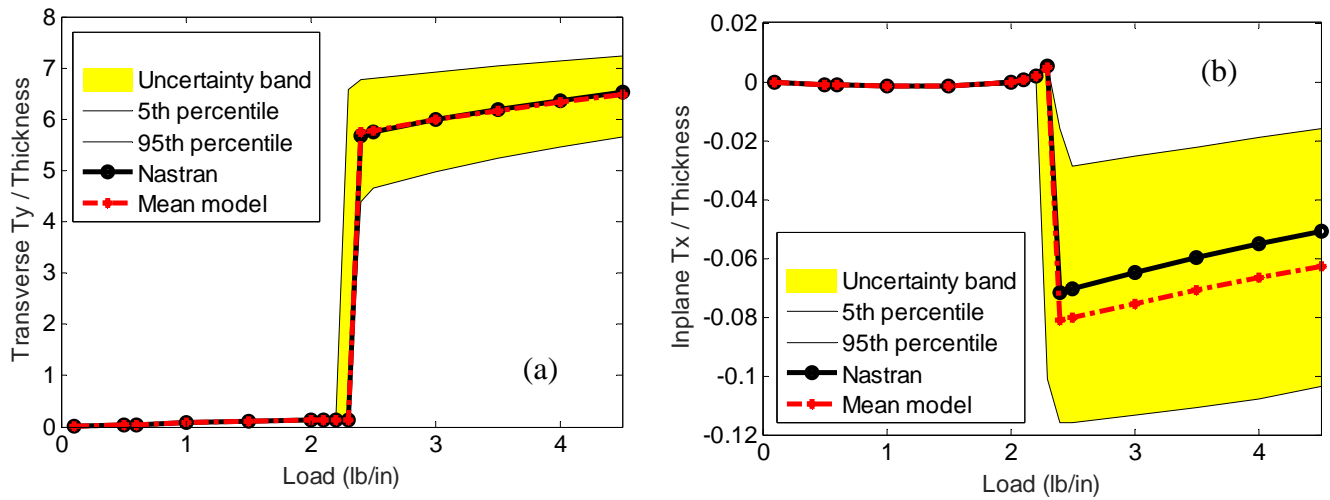 8
7
6
5
4
3
2
1
0
Transverse Ty / Thickness
Uncertainty band
5th percentile
95th percentile
Nastran
Mean model
(a)
0 1 2 3 4
Load (lb/in)
0.02
0
-0.02
-0.04
-0.06
-0.08
-0.1
-0.12
Inplane Tx / Thickness
(b)
Uncertainty band
5th percentile
95th percentile
Nastran
Mean model
0 1 2 3 4
Load (lb/in)